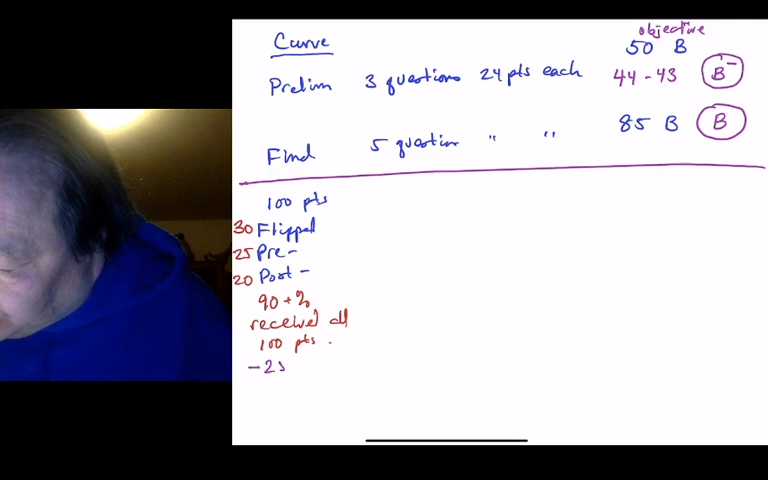 objective
Curve 50 B
Prelim 3 questions 24 pts each 44-43 B-
Final 5 question " " 85 B B
100 pts
30 Flipped
25 Pre-
20 Post-
90+%
received all
100 pts.
-25